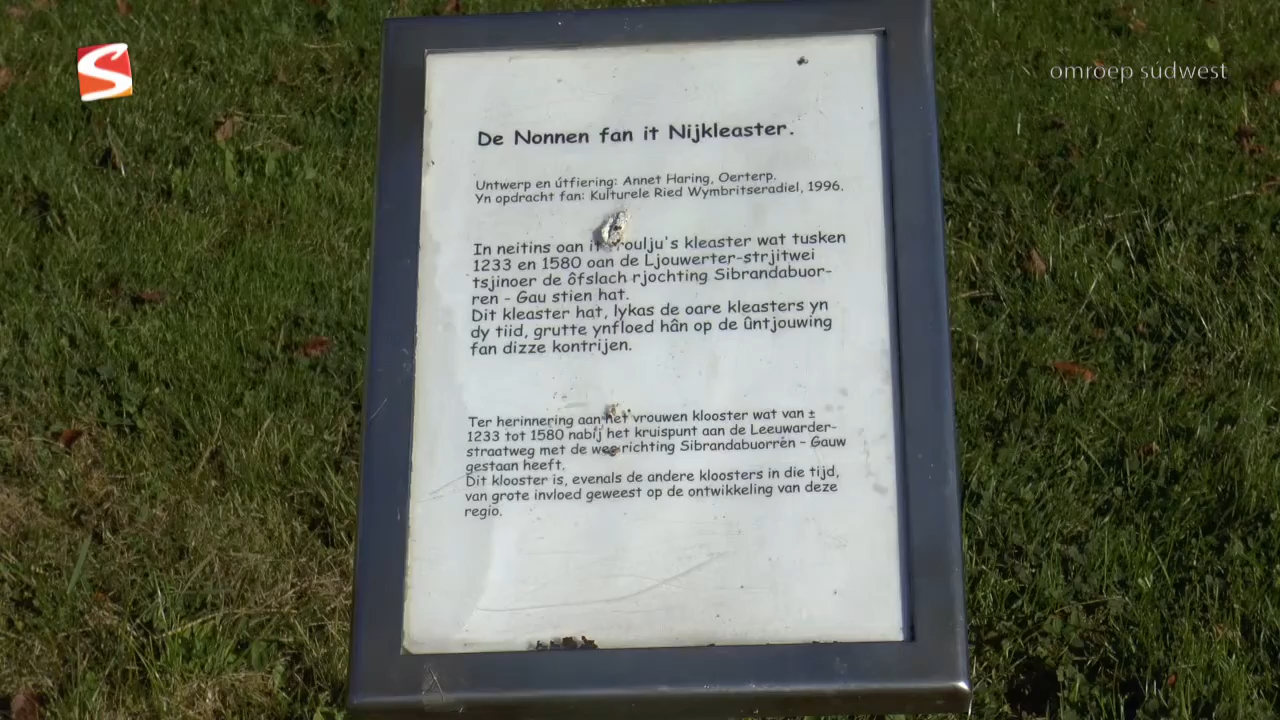 S
omroep súdwest
De Nonnen fan it Nijkleaster.
Untwerp en útfiering: Annet Haring, Oerterp.
Yn opdracht fan: Kulturele Ried Wymbritseradiel, 1996.
In neitins oan it roulju's kleaster wat tusken
1233 en 1580 oan de Ljouwerter-strjitwei
tsjinoer de ôfslach rjochting Sibrandabuor-
ren - Gau stien hat.
Dit kleaster hat, lykas de oare kleasters yn
dy tiid, grutte ynfloed hân op de ûntjouwing
fan dizze kontrijen.
Ter herinnering aan het vrouwen klooster wat van ±
1233 tot 1580 nabij het kruispunt aan de Leeuwarder-
straatweg met de weg richting Sibrandabuorrén - Gauw
gestaan heeft.
Dit klooster is, evenals de andere kloosters in die tijd,
van grote invloed geweest op de ontwikkeling van deze
regio.